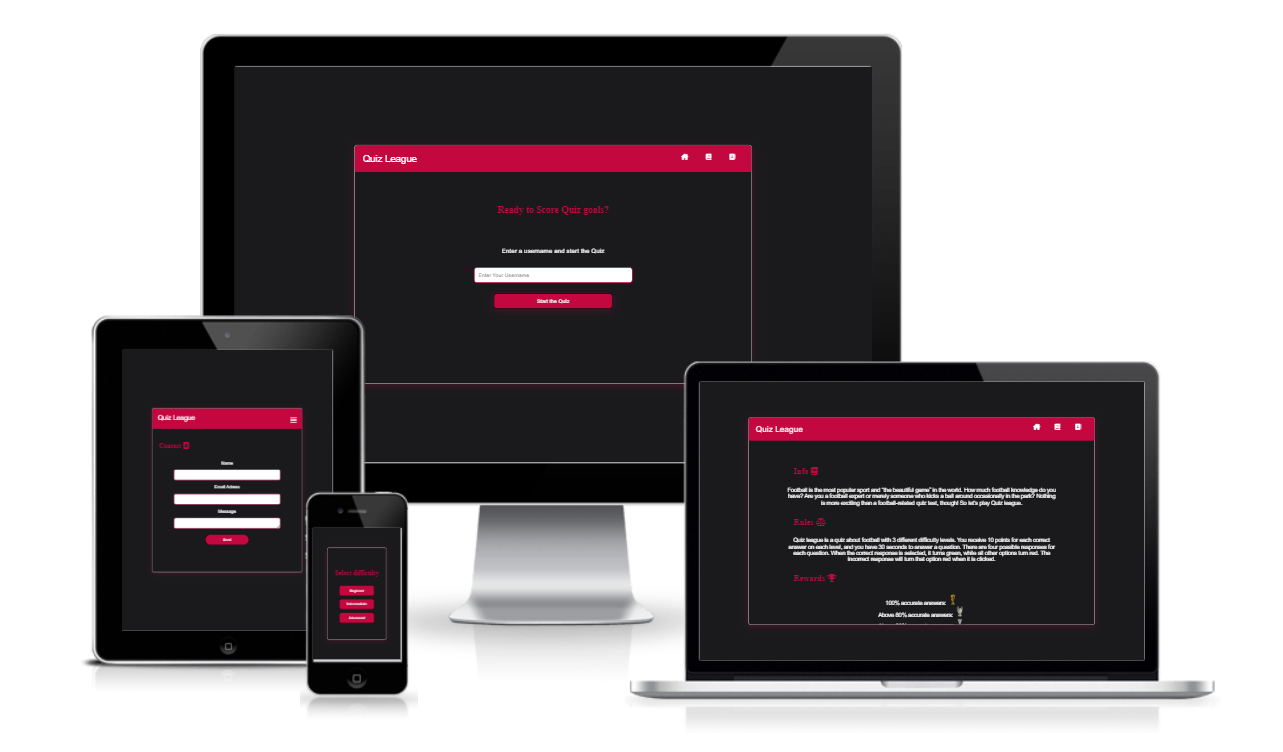 Quiz League
Ready to Score Quiz goals?
Enter a username and start the Quiz
Enter Your Username
Start the Quiz
Quiz League
Contact
Name
Email Adress
Message
Send
Select difficulty
Beginner
Intermediate
Advanced
Quiz League
Info
Football is the most popular sport and "the beautiful game" in the world. How much football knowledge do you
have? Are you a football expert or merely someone who kicks a ball around occasionally in the park? Nothing
is more exciting than a football-related quiz test, though! So let's play Quiz league.
Rules
Quiz league is a quiz about football with 3 different difficulty levels. You receive 10 points for each correct
answer on each level, and you have 30 seconds to answer a question. There are four possible responses for
each question. When the correct response is selected, it turns green, while all other options turn red. The
incorrect response will turn that option red when it is clicked.
Rewards
100% accurate answers:
Above 80% accurate answers: